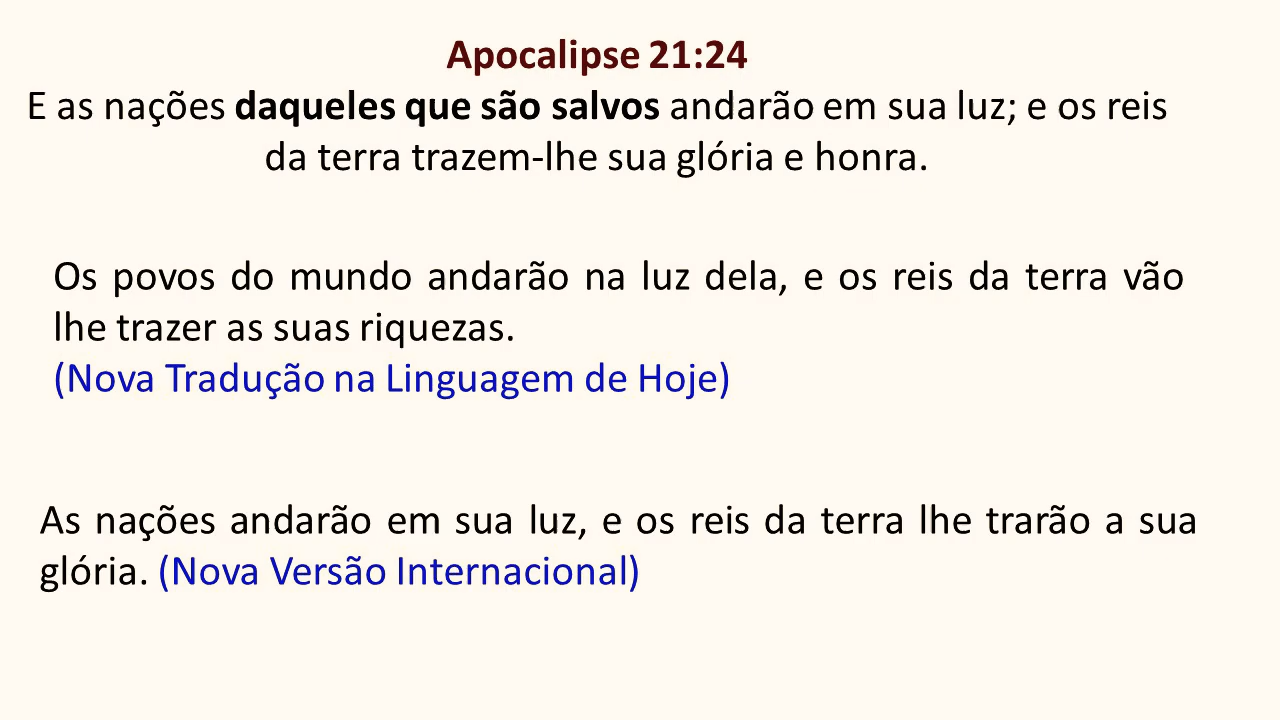 Apocalipse 21:24
E as nações daqueles que são salvos andarão em sua luz; e os reis
da terra trazem-lhe sua glória e honra.
Os povos do mundo andarão na luz dela, e os reis da terra vão
lhe trazer as suas riquezas.
(Nova Tradução na Linguagem de Hoje)
As nações andarão em sua luz, e os reis da terra lhe trarão a sua
glória. (Nova Versão Internacional)